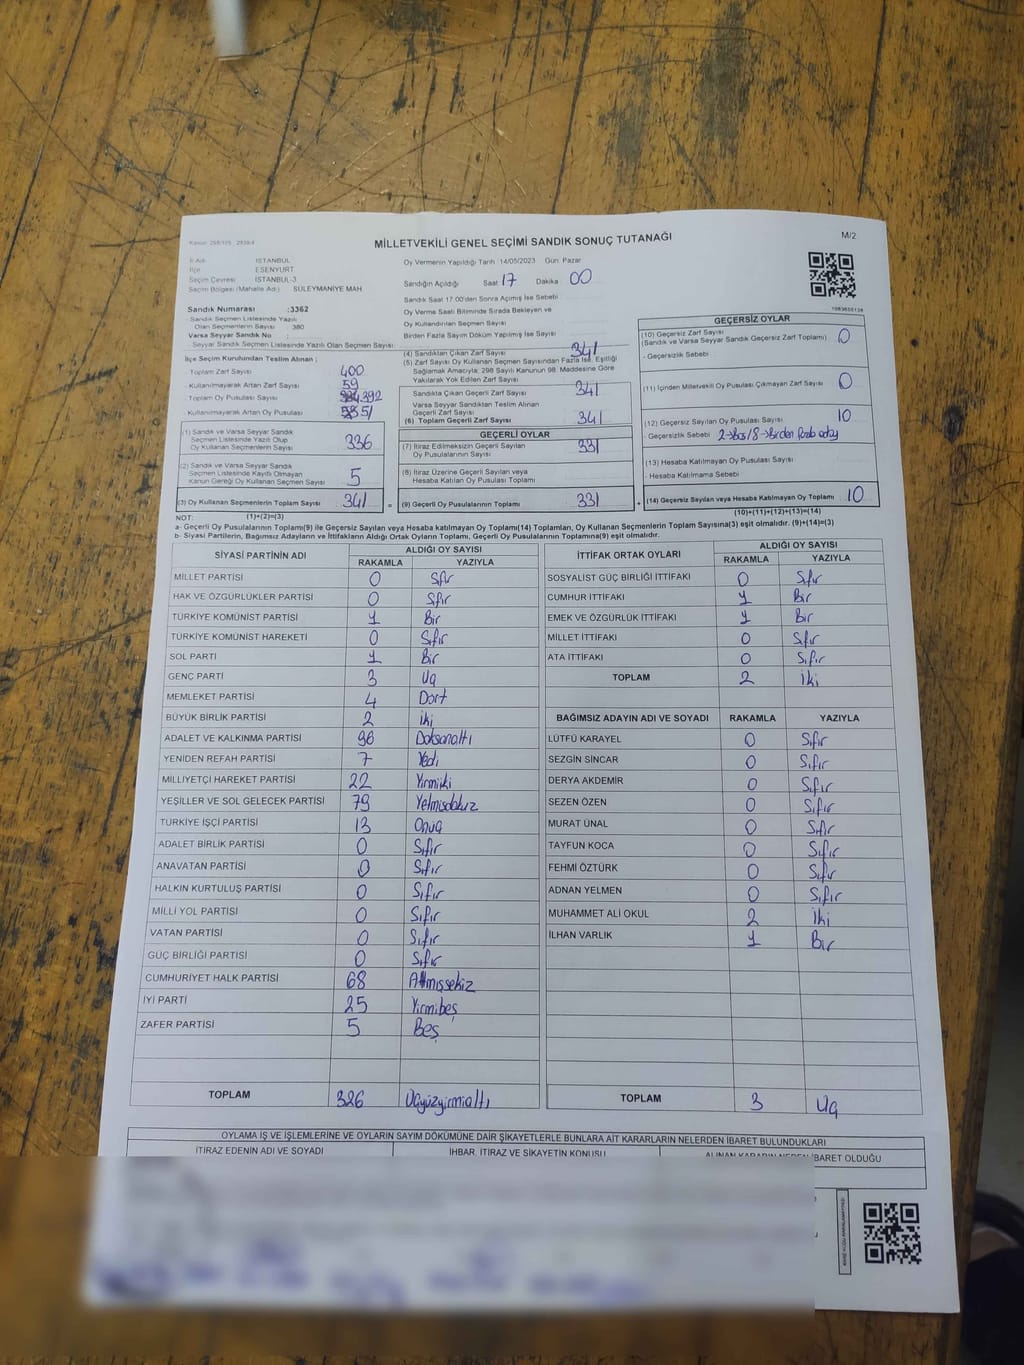 Kanun: 298/105 , 2839/4
MİLLETVEKİLİ GENEL SEÇİMİ SANDIK SONUÇ TUTANAĞI
M/2
İl Adı : İSTANBUL
İlçe : ESENYURT
Seçim Çevresi : İSTANBUL-3
Seçim Bölgesi (Mahalle Adı) : SÜLEYMANİYE MAH
Sandık Numarası :3362
Sandık Seçmen Listesinde Yazılı
Olan Seçmenlerin Sayısı : 380
Varsa Seyyar Sandık No :
Seyyar Sandık Seçmen Listesinde Yazılı Olan Seçmen Sayısı :
Oy Vermenin Yapıldığı Tarih 14/05/2023 Gün: Pazar
Sandığın Açıldığı Saat: 17 Dakika 00
Sandık Saat 17.00'den Sonra Açılmış İse Sebebi
Oy Verme Saati Bitiminde Sırada Bekleyen ve
Oy Kullandırılan Seçmen Sayısı
Birden Fazla Sayım Döküm Yapılmış İse Sayısı
İlçe Seçim Kurulundan Teslim Alınan ;
- Toplam Zarf Sayısı 400
- Kullanılmayarak Artan Zarf Sayısı 59
- Toplam Oy Pusulası Sayısı 392
- Kullanılmayarak Artan Oy Pusulası 51
(1) Sandık ve Varsa Seyyar Sandık
Seçmen Listesinde Yazılı Olup
Oy Kullanan Seçmenlerin Sayısı 336
(2) Sandık ve Varsa Seyyar Sandık
Seçmen Listesinde Kayıtlı Olmayan
Kanun Gereği Oy Kullanan Seçmen Sayısı 5
(3) Oy Kullanan Seçmenlerin Toplam Sayısı 341
(4) Sandıktan Çıkan Zarf Sayısı 341
(5) Zarf Sayısı Oy Kullanan Seçmen Sayısından Fazla İse, Eşitliği
Sağlamak Amacıyla; 298 Sayılı Kanunun 98. Maddesine Göre
Yakılarak Yok Edilen Zarf Sayısı
Sandıkta Çıkan Geçerli Zarf Sayısı 341
Varsa Seyyar Sandıktan Teslim Alınan
Geçerli Zarf Sayısı
(6) Toplam Geçerli Zarf Sayısı 341
GEÇERLİ OYLAR
(7) İtiraz Edilmeksizin Geçerli Sayılan
Oy Pusulalarının Sayısı 331
(8) İtiraz Üzerine Geçerli Sayılan veya
Hesaba Katılan Oy Pusulalarının Sayısı
(9) Geçerli Oy Pusulalarının Toplamı 331
1083655136
GEÇERSİZ OYLAR
(10) Geçersiz Zarf Sayısı
(Sandık ve Varsa Seyyar Sandık Geçersiz Zarf Toplamı) 0
- Geçersizlik Sebebi
(11) İçinden Milletvekili Oy Pusulası Çıkmayan Zarf Sayısı 0
(12) Geçersiz Sayılan Oy Pusulası Sayısı 10
- Geçersizlik Sebebi 2→Boş/8→Birden fazla aday
(13) Hesaba Katılmayan Oy Pusulası Sayısı
- Hesaba Katılmama Sebebi
(14) Geçersiz Sayılan veya Hesaba Katılmayan Oy Toplamı 10
NOT: (1)+(2)=(3) (10)+(11)+(12)+(13)=(14)
a- Geçerli Oy Pusulalarının Toplamı(9) ile Geçersiz Sayılan veya Hesaba katılmayan Oy Toplamı(14) Toplamları, Oy Kullanan Seçmenlerin Toplam Sayısına(3) eşit olmalıdır. (9)+(14)=(3)
b- Siyasi Partilerin, Bağımsız Adayların ve İttifakların Aldığı Ortak Oyların Toplamı, Geçerli Oy Pusulalarının Toplamına(9) eşit olmalıdır.
SİYASİ PARTİNİN ADI ALDIĞI OY SAYISI
RAKAMLA YAZIYLA
MİLLET PARTİSİ 0 Sıfır
HAK VE ÖZGÜRLÜKLER PARTİSİ 0 Sıfır
TÜRKİYE KOMÜNİST PARTİSİ 1 Bir
TÜRKİYE KOMÜNİST HAREKETİ 0 Sıfır
SOL PARTİ 1 Bir
GENÇ PARTİ 3 Üç
MEMLEKET PARTİSİ 4 Dört
BÜYÜK BİRLİK PARTİSİ 2 iki
ADALET VE KALKINMA PARTİSİ 96 Doksanaltı
YENİDEN REFAH PARTİSİ 7 Yedi
MİLLİYETÇİ HAREKET PARTİSİ 22 Yirmiiki
YEŞİLLER VE SOL GELECEK PARTİSİ 79 Yetmişdokuz
TÜRKİYE İŞÇİ PARTİSİ 13 Onüç
ADALET BİRLİK PARTİSİ 0 Sıfır
ANAVATAN PARTİSİ 0 Sıfır
HALKIN KURTULUŞ PARTİSİ 0 Sıfır
MİLLİ YOL PARTİSİ 0 Sıfır
VATAN PARTİSİ 0 Sıfır
GÜÇ BİRLİĞİ PARTİSİ 0 Sıfır
CUMHURİYET HALK PARTİSİ 68 Altmışsekiz
İYİ PARTİ 25 Yirmibeş
ZAFER PARTİSİ 5 Beş
TOPLAM 326 Üçyüzyirmialtı
İTTİFAK ORTAK OYLARI ALDIĞI OY SAYISI
RAKAMLA YAZIYLA
SOSYALİST GÜÇ BİRLİĞİ İTTİFAKI 0 Sıfır
CUMHUR İTTİFAKI 1 Bir
EMEK VE ÖZGÜRLÜK İTTİFAKI 1 Bir
MİLLET İTTİFAKI 0 Sıfır
ATA İTTİFAKI 0 Sıfır
TOPLAM 2 iki
BAĞIMSIZ ADAYIN ADI VE SOYADI RAKAMLA YAZIYLA
LÜTFÜ KARAYEL 0 Sıfır
SEZGİN SİNCAR 0 Sıfır
DERYA AKDEMİR 0 Sıfır
SEZEN ÖZEN 0 Sıfır
MURAT ÜNAL 0 Sıfır
TAYFUN KOCA 0 Sıfır
FEHMİ ÖZTÜRK 0 Sıfır
ADNAN YELMEN 0 Sıfır
MUHAMMET ALİ OKUL 2 İki
İLHAN VARLIK 1 Bir
TOPLAM 3 Üç
OYLAMA İŞ VE İŞLEMLERİNE VE OYLARIN SAYIM DÖKÜMÜNE DAİR ŞİKAYETLERLE BUNLARA AİT KARARLARIN NELERDEN İBARET BULUNDUKLARI
İTİRAZ EDENİN ADI VE SOYADI İHBAR, İTİRAZ VE ŞİKAYETİN KONUSU ALINAN KARARIN NEDEN İBARET OLDUĞU